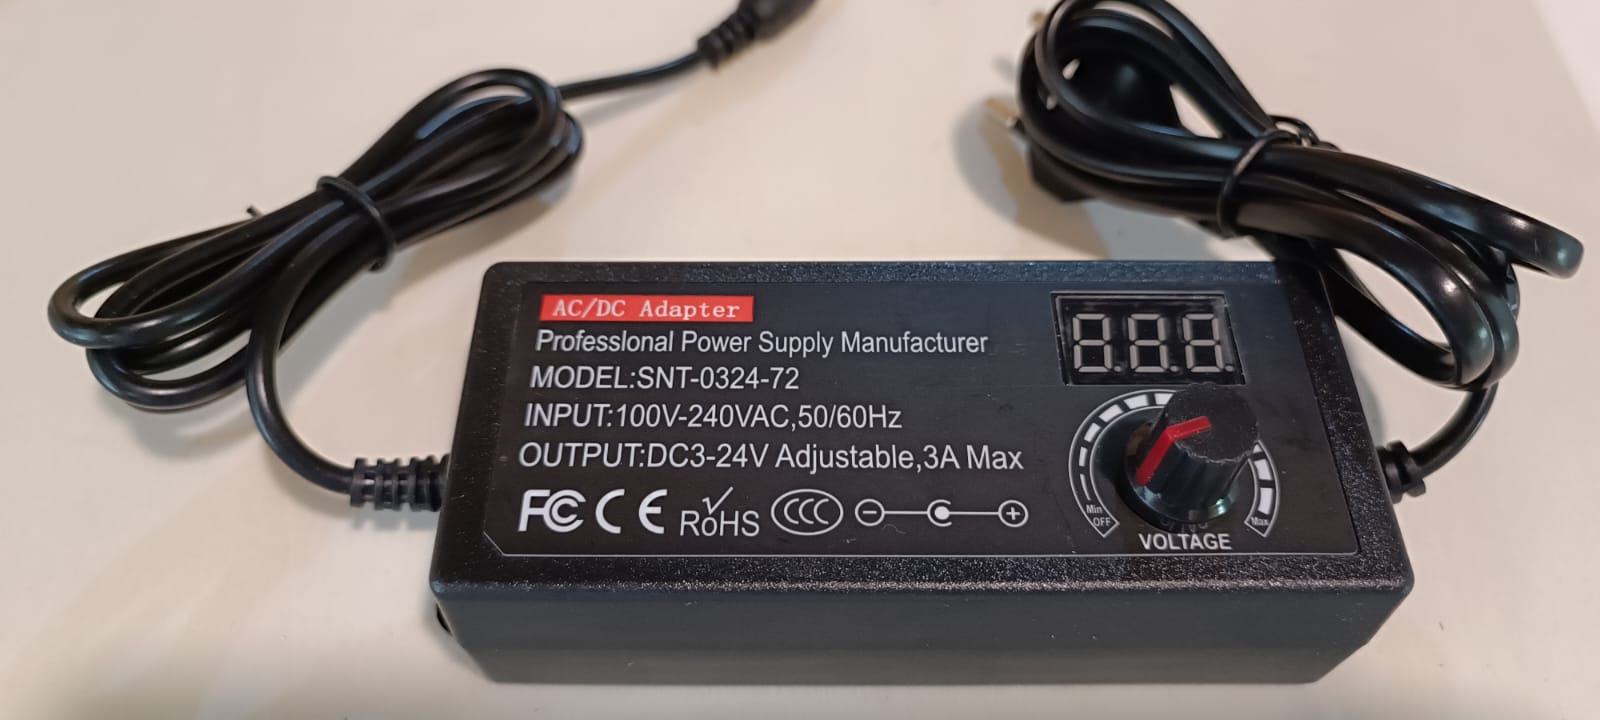 AC/DC Adapter
Professlonal Power Supply Manufacturer
MODEL:SNT-0324-72
INPUT:100V-240VAC,50/60Hz
OUTPUT:DC3-24V Adjustable,3A Max
FC CE RoHS CCC
8.8.8.
Min
OFF
Max
VOLTAGE